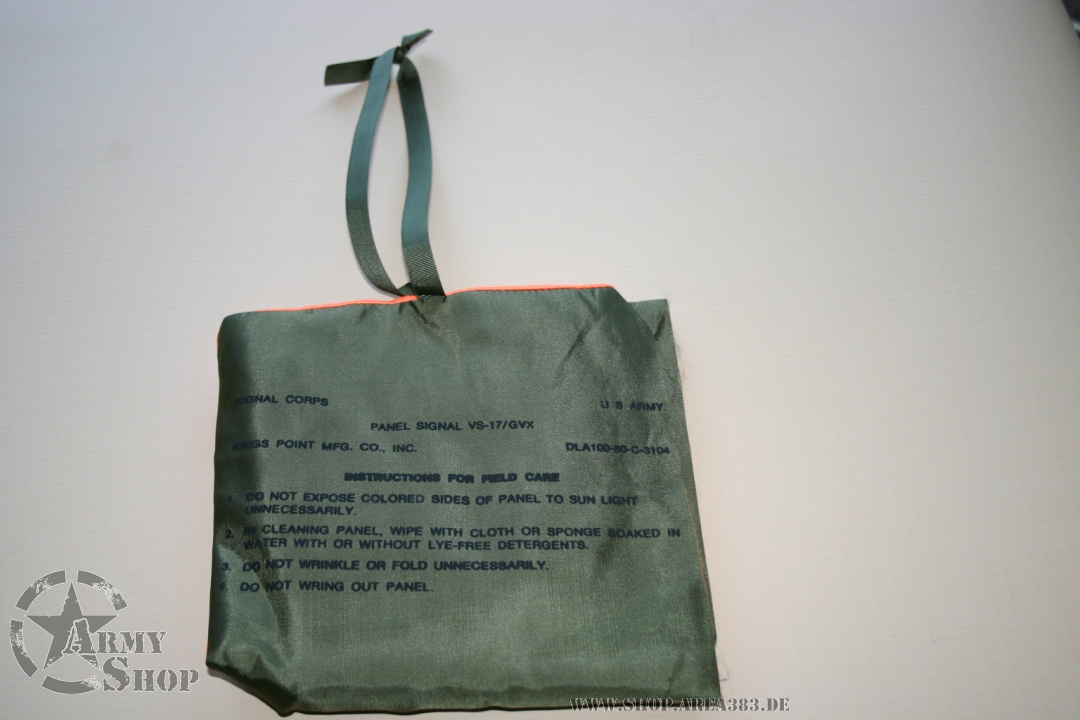 SIGNAL CORPS
U S ARMY
PANEL SIGNAL VS-17/GVX
KINGS POINT MFG. CO., INC.
DLA100-80-C-3104
INSTRUCTIONS FOR FIELD CARE
1. DO NOT EXPOSE COLORED SIDES OF PANEL TO SUN LIGHT
UNNECESSARILY.
2. IN CLEANING PANEL, WIPE WITH CLOTH OR SPONGE SOAKED IN
WATER WITH OR WITHOUT LYE-FREE DETERGENTS.
3. DO NOT WRINKLE OR FOLD UNNECESSARILY.
4. DO NOT WRING OUT PANEL.
ARMY
SHOP
WWW.SHOP.AREA383.DE